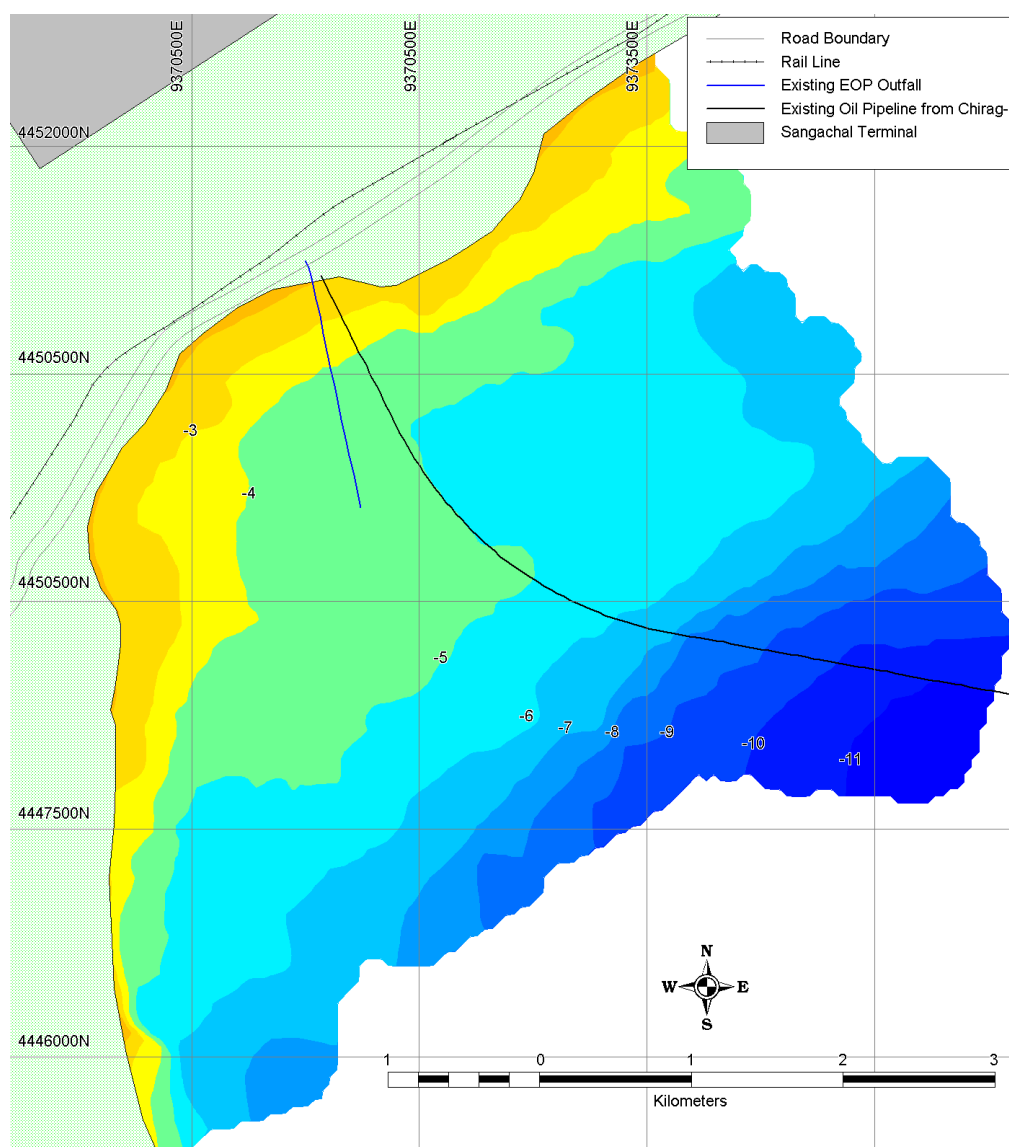 9370500E
9370500E
9373500E
Road Boundary
Rail Line
Existing EOP Outfall
Existing Oil Pipeline from Chirag-
Sangachal Terminal
4452000N
4450500N
-3
-4
4450500N
-5
-6
-7
-8
-9
-10
-11
4447500N
N
W E
S
4446000N
1 0 1 2 3
Kilometers